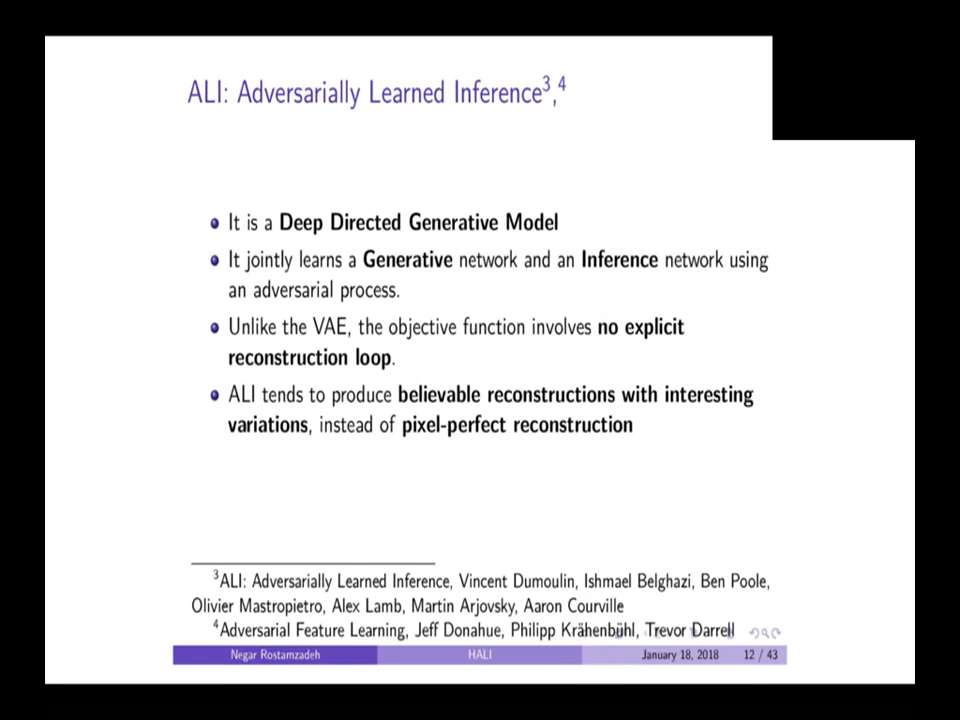 ALI: Adversarially Learned Inference3,4
It is a Deep Directed Generative Model
It jointly learns a Generative network and an Inference network using
an adversarial process.
Unlike the VAE, the objective function involves no explicit
reconstruction loop.
ALI tends to produce believable reconstructions with interesting
variations, instead of pixel-perfect reconstruction
3ALI: Adversarially Learned Inference, Vincent Dumoulin, Ishmael Belghazi, Ben Poole,
Olivier Mastropietro, Alex Lamb, Martin Arjovsky, Aaron Courville
4Adversarial Feature Learning, Jeff Donahue, Philipp Krähenbühl, Trevor Darrell
Negar Rostamzadeh HALI January 18, 2018 12 / 43